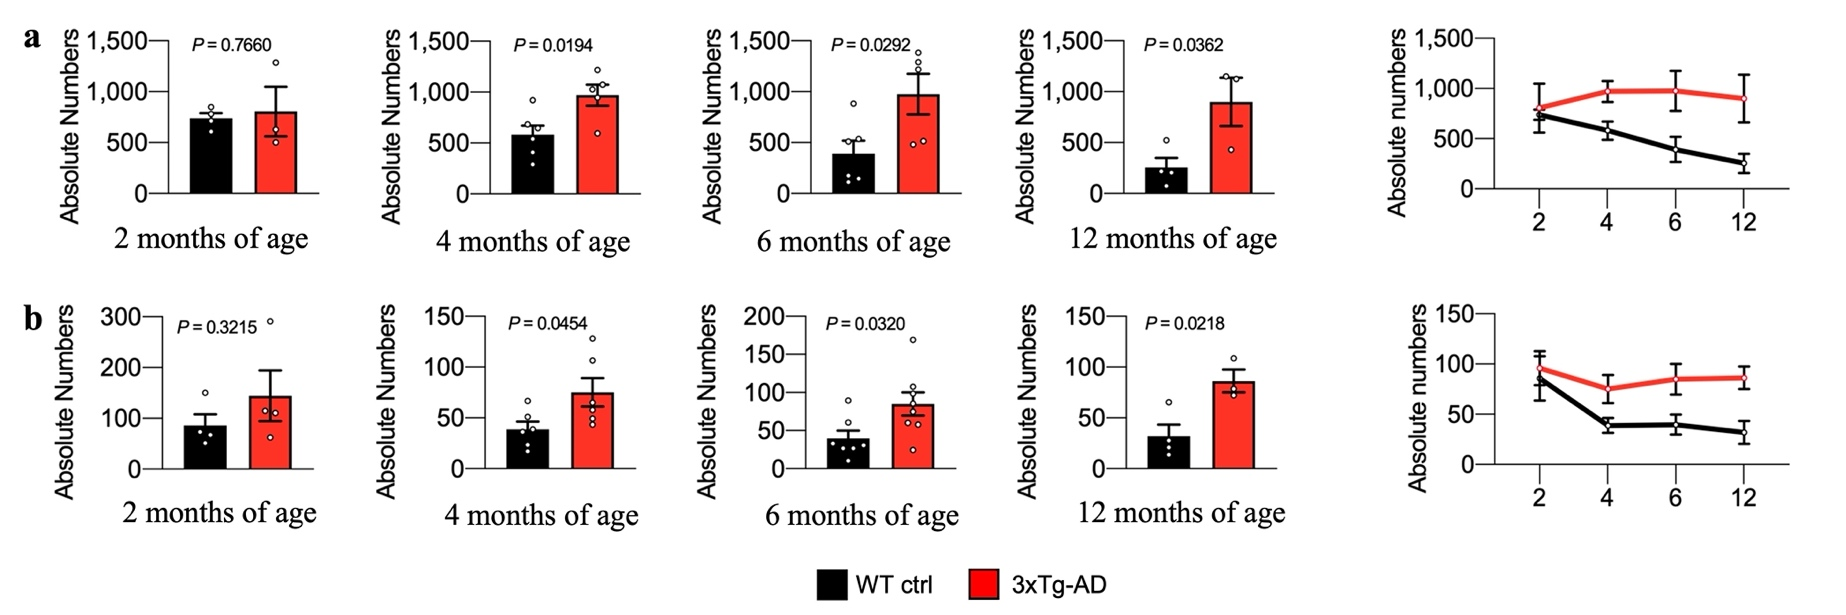 a
Absolute Numbers
1,500
1,000
500
0
P = 0.7660
2 months of age
Absolute Numbers
1,500
1,000
500
0
P = 0.0194
4 months of age
Absolute Numbers
1,500
1,000
500
0
P = 0.0292
6 months of age
Absolute Numbers
1,500
1,000
500
0
P = 0.0362
12 months of age
Absolute numbers
1,500
1,000
500
0
2 4 6 12
b
Absolute Numbers
300
200
100
0
P = 0.3215
2 months of age
Absolute Numbers
150
100
50
0
P = 0.0454
4 months of age
Absolute Numbers
200
150
100
50
0
P = 0.0320
6 months of age
Absolute Numbers
150
100
50
0
P = 0.0218
12 months of age
Absolute numbers
150
100
50
0
2 4 6 12
WT ctrl 3xTg-AD